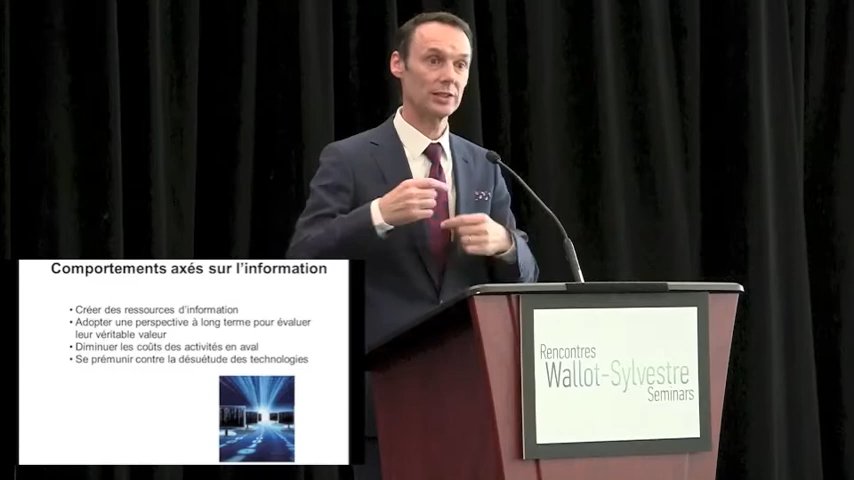 Comportements axés sur l'information
• Créer des ressources d'information
• Adopter une perspective à long terme pour évaluer
leur véritable valeur
• Diminuer les coûts des activités en aval
• Se prémunir contre la désuétude des technologies
Rencontres
Wallot-Sylvestre
Seminars